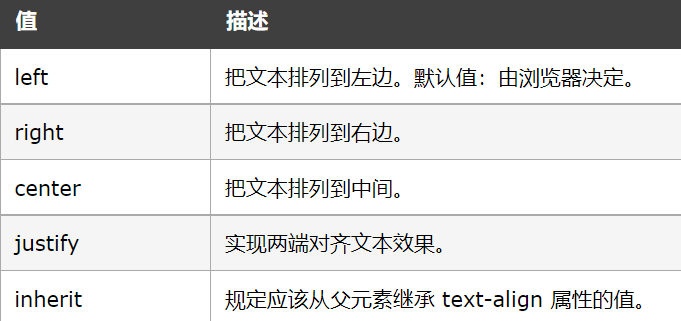 值 描述
left 把文本排列到左边。默认值：由浏览器决定。
right 把文本排列到右边。
center 把文本排列到中间。
justify 实现两端对齐文本效果。
inherit 规定应该从父元素继承 text-align 属性的值。